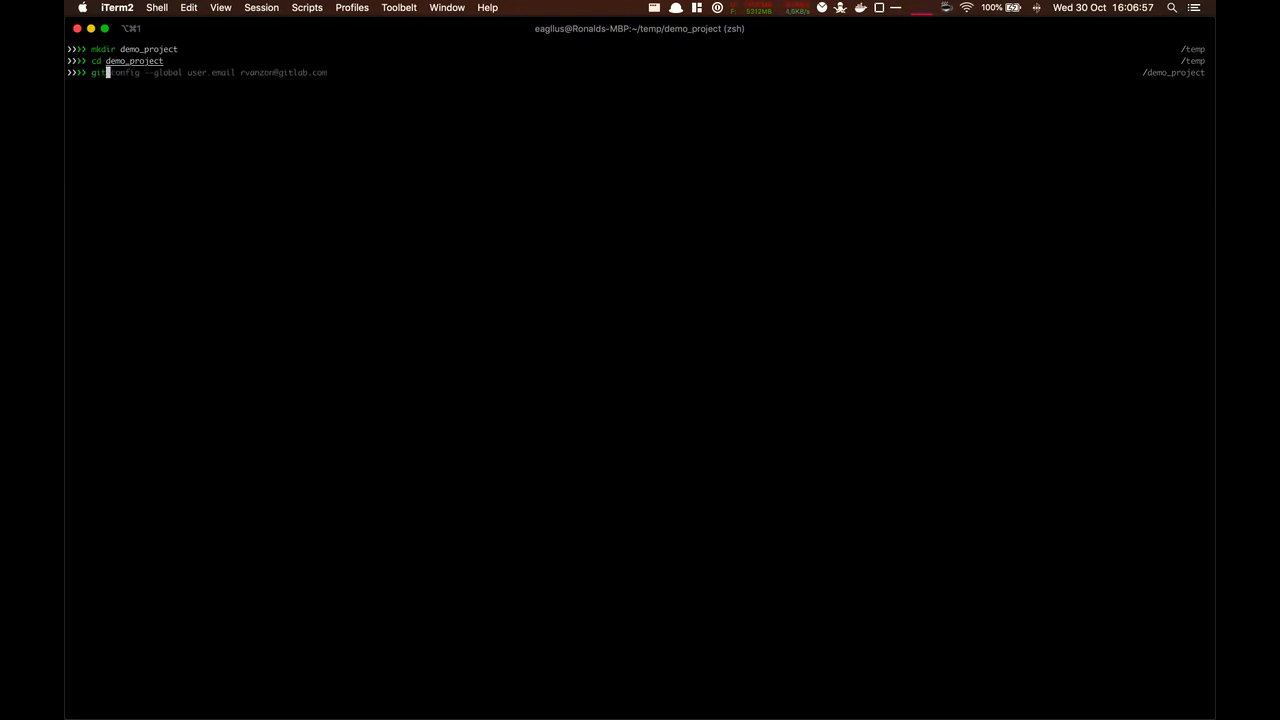 iTerm2 Shell Edit View Session Scripts Profiles Toolbelt Window Help 100% Wed 30 Oct 16:06:57
⌥⌘1 eagllus@Ronalds-MBP:~/temp/demo_project (zsh)
❯❯❯❯ mkdir demo_project /temp
❯❯❯❯ cd demo_project /temp
❯❯❯❯ git config --global user.email rvanzon@gitlab.com /demo_project